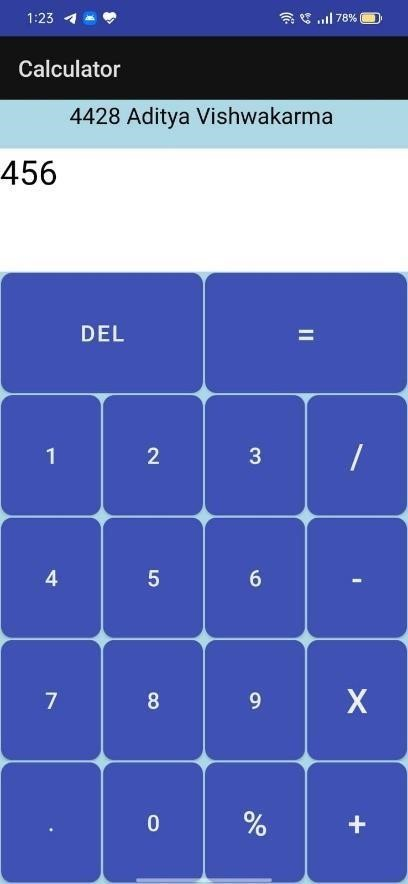 1:23 78%
Calculator
4428 Aditya Vishwakarma
456
DEL =
1 2 3 /
4 5 6 -
7 8 9 X
. 0 % +